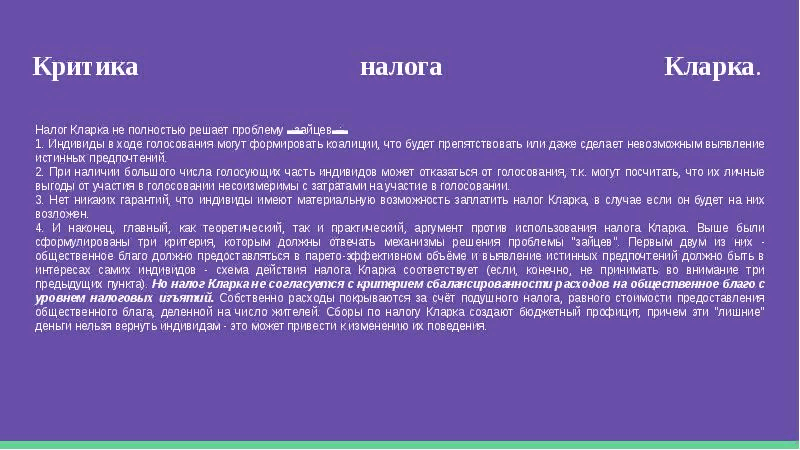 Критика налога Кларка.
Налог Кларка не полностью решает проблему зайцев
1. Индивиды в ходе голосования могут формировать коалиции, что будет препятствовать или даже сделает невозможным выявление
истинных предпочтений.
2. При наличии большого числа голосующих часть индивидов может отказаться от голосования, т.к. могут посчитать, что их личные
выгоды от участия в голосовании несоизмеримы с затратами на участие в голосовании.
3. Нет никаких гарантий, что индивиды имеют материальную возможность заплатить налог Кларка, в случае если он будет на них
возложен.
4. И наконец, главный, как теоретический, так и практический, аргумент против использования налога Кларка. Выше были
сформулированы три критерия, которым должны отвечать механизмы решения проблемы "зайцев". Первым двум из них -
общественное благо должно предоставляться в парето-эффективном объёме и выявление истинных предпочтений должно быть в
интересах самих индивидов - схема действия налога Кларка соответствует (если, конечно, не принимать во внимание три
предыдущих пункта). Но налог Кларка не согласуется с критерием сбалансированности расходов на общественное благо с
уровнем налоговых изъятий. Собственно расходы покрываются за счёт подушного налога, равного стоимости предоставления
общественного блага, деленной на число жителей. Сборы по налогу Кларка создают бюджетный профицит, причем эти "лишние"
деньги нельзя вернуть индивидам - это может привести к изменению их поведения.